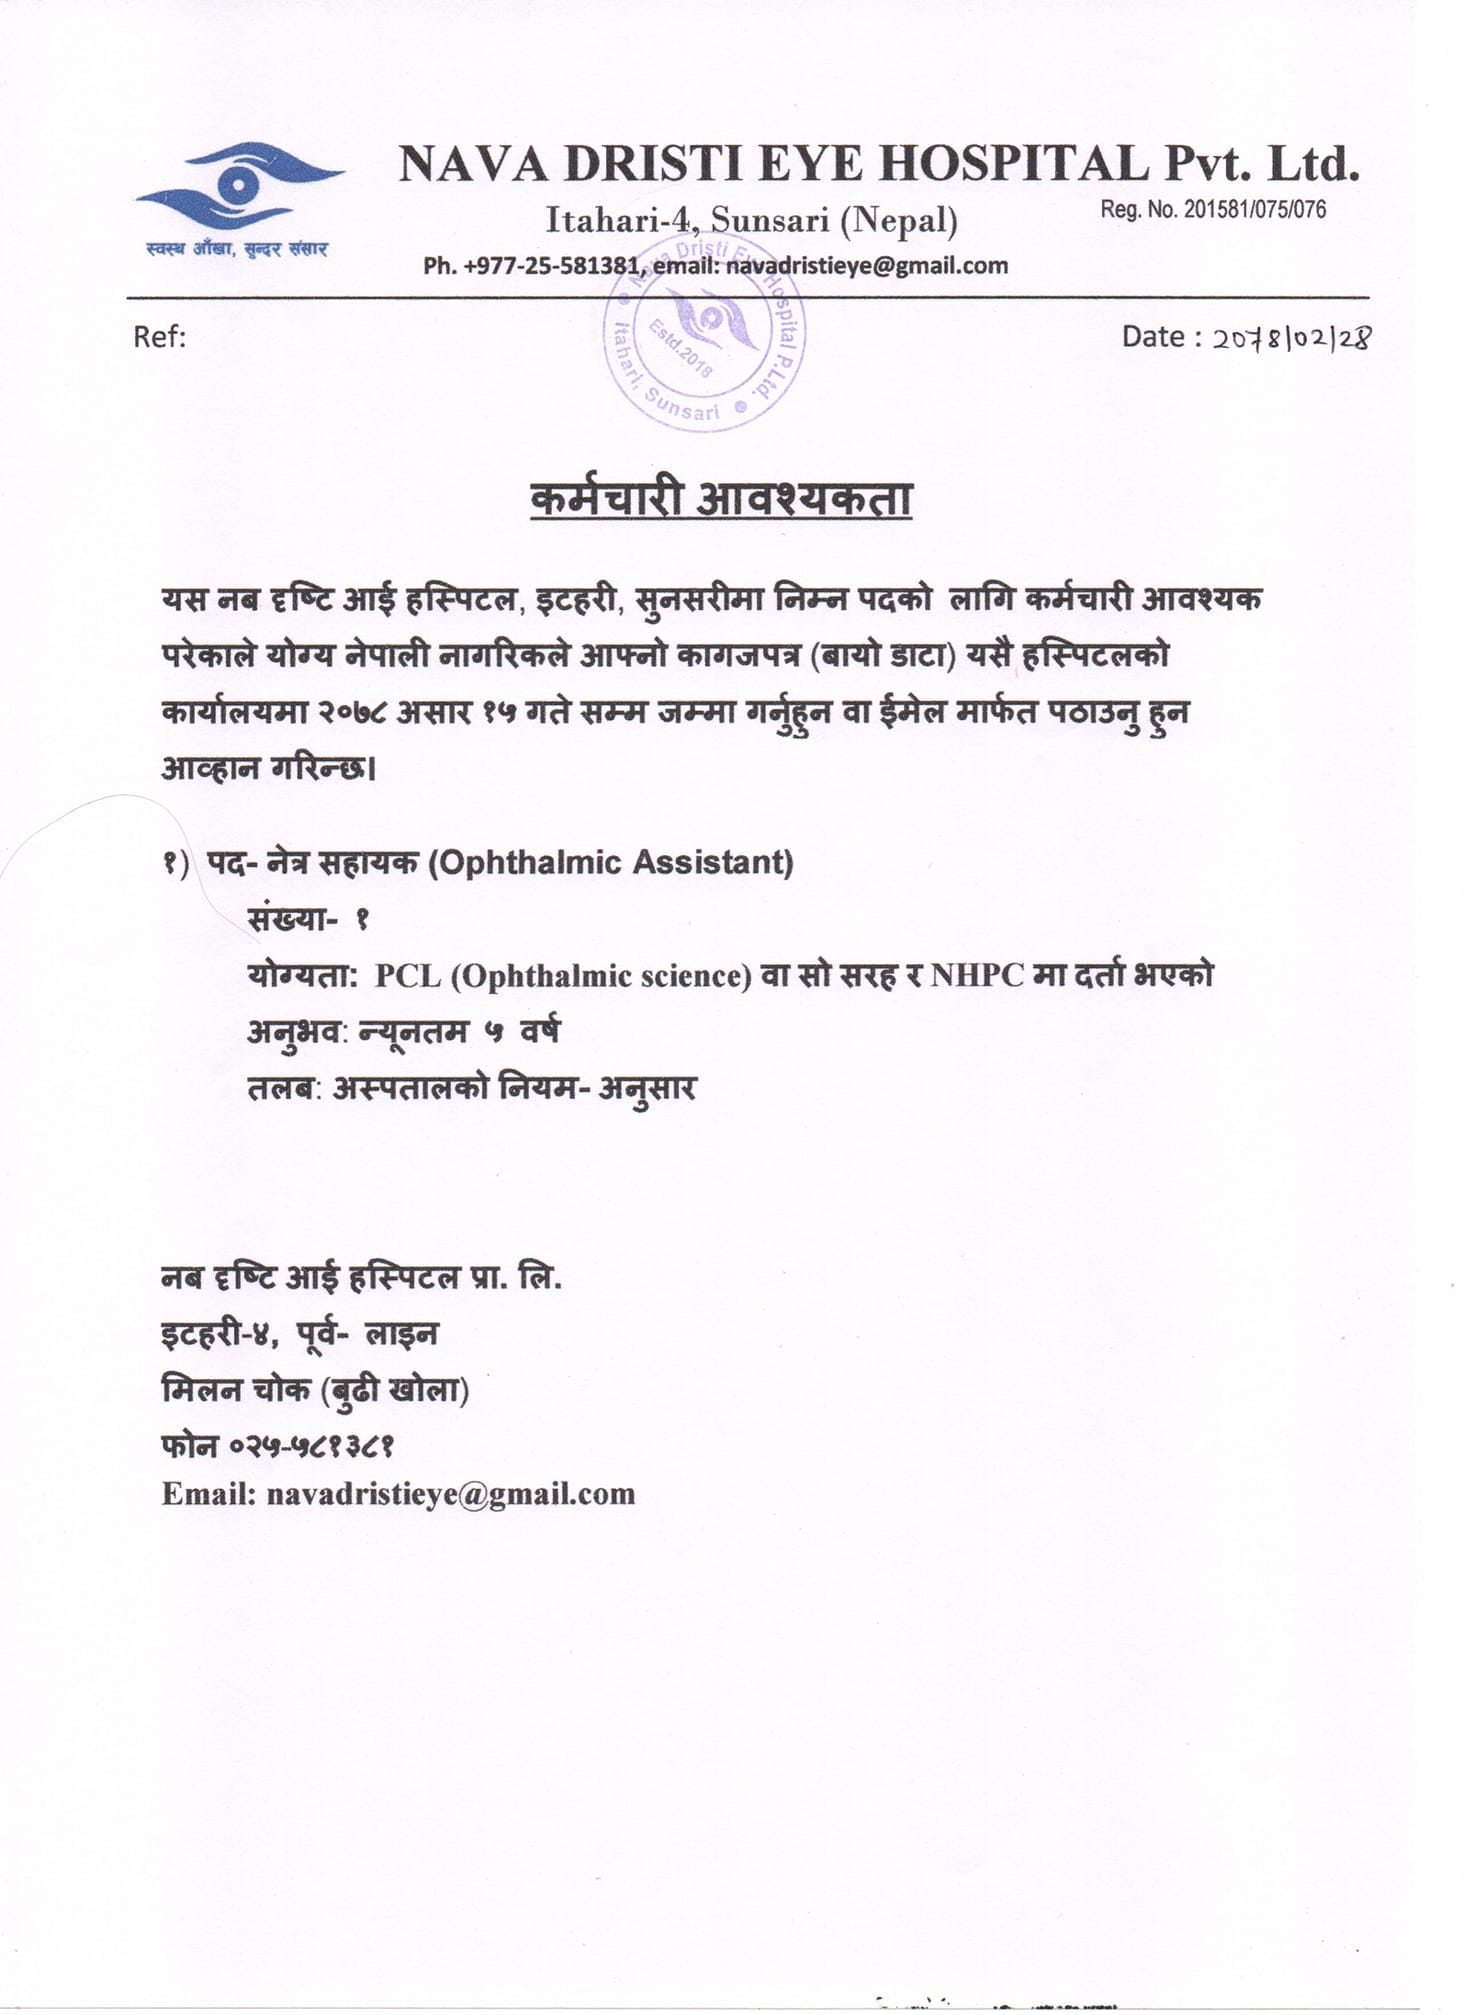 NAVA DRISTI EYE HOSPITAL Pvt. Ltd.
Itahari-4, Sunsari (Nepal)
Reg. No. 201581/075/076
स्वस्थ आँखा, सुन्दर संसार
Ph. +977-25-581381, email: navadristieye@gmail.com
Nava Dristi Eye Hospital P.Ltd.
Estd.2018
Itahari, Sunsari
Ref:
Date : 2078/02/28
कर्मचारी आवश्यकता
यस नब दृष्टि आई हस्पिटल, इटहरी, सुनसरीमा निम्न पदको लागि कर्मचारी आवश्यक
परेकाले योग्य नेपाली नागरिकले आफ्नो कागजपत्र (बायो डाटा) यसै हस्पिटलको
कार्यालयमा २०७८ असार १५ गते सम्म जम्मा गर्नुहुन वा ईमेल मार्फत पठाउनु हुन
आव्हान गरिन्छ।
१) पद- नेत्र सहायक (Ophthalmic Assistant)
संख्या- १
योग्यता: PCL (Ophthalmic science) वा सो सरह र NHPC मा दर्ता भएको
अनुभव: न्यूनतम ५ वर्ष
तलब: अस्पतालको नियम- अनुसार
नब दृष्टि आई हस्पिटल प्रा. लि.
इटहरी-४, पूर्व- लाइन
मिलन चोक (बुढी खोला)
फोन ०२५-५८१३८१
Email: navadristieye@gmail.com